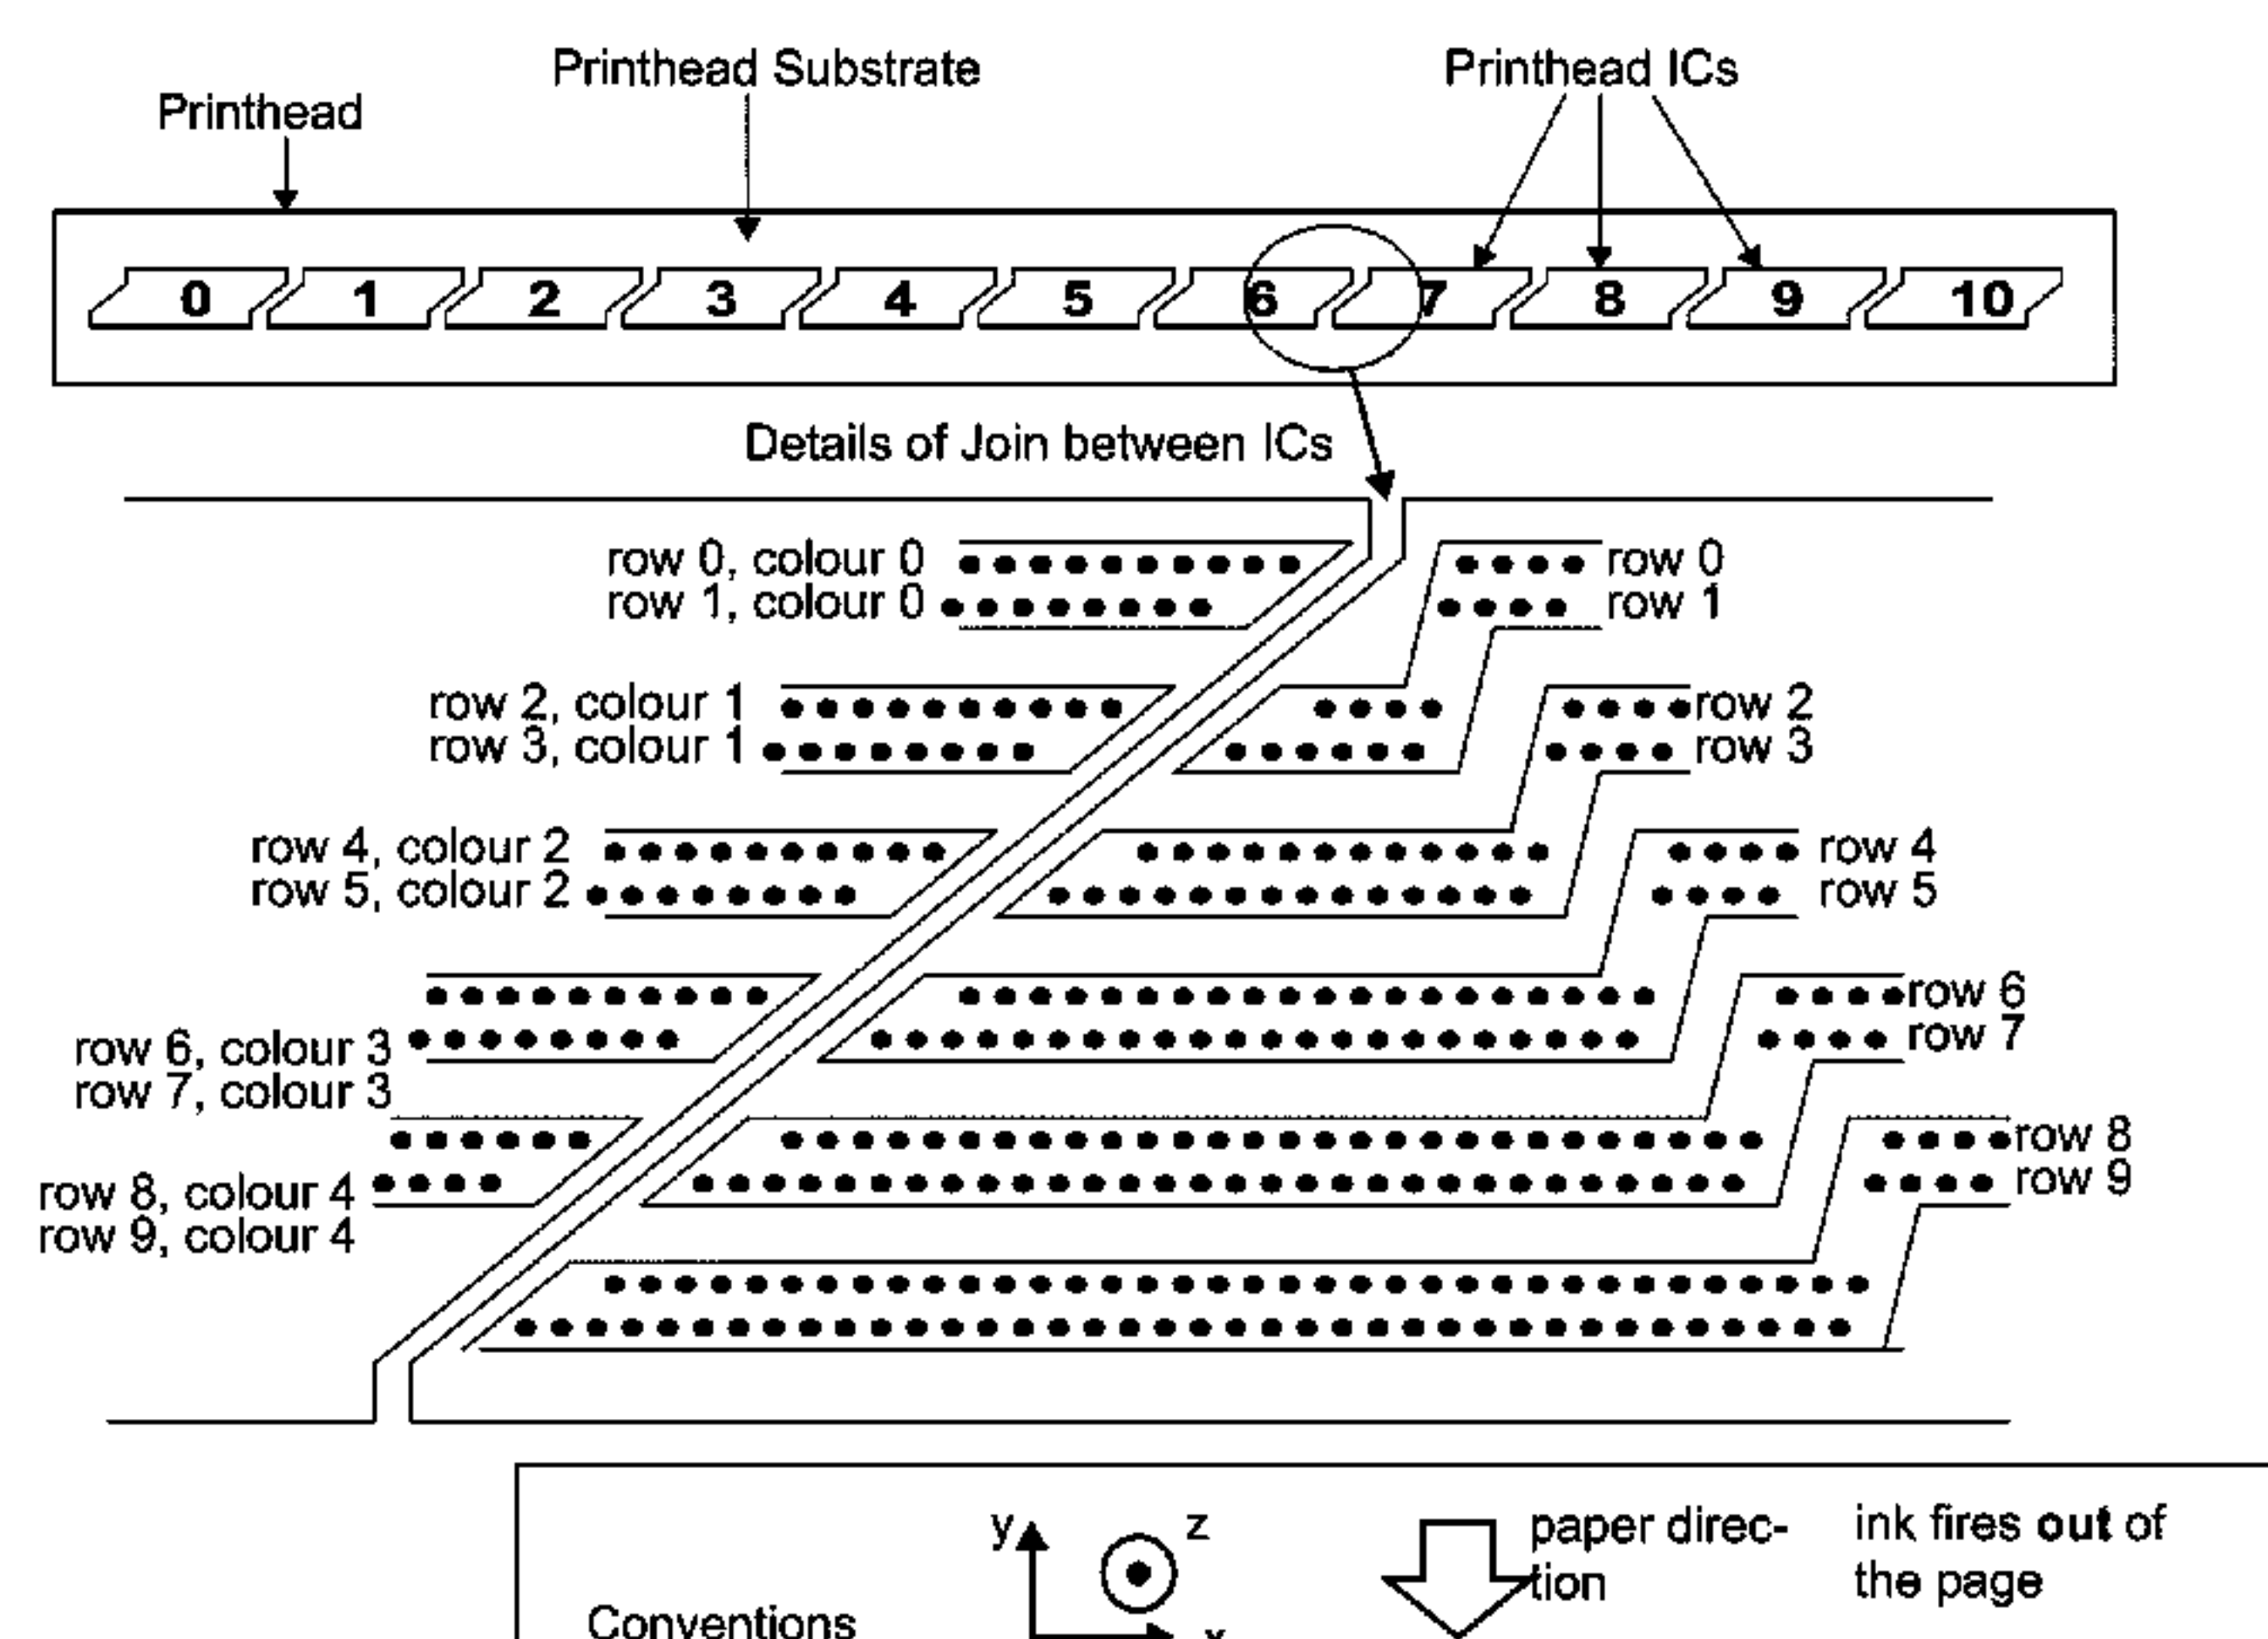 Printhead Substrate
Printhead ICs
Printhead
0 1 2 3 4 5 6 7 8 9 10
Details of Join between ICs
row 0, colour 0
row 0
row 1, colour 0
row 1
row 2, colour 1
row 2
row 3, colour 1
row 3
row 4, colour 2
row 4
row 5, colour 2
row 5
row 6
row 7
row 6, colour 3
row 7, colour 3
row 8
row 9
row 8, colour 4
row 9, colour 4
y
z
paper direc-
tion
ink fires out of
the page
Conventions
x